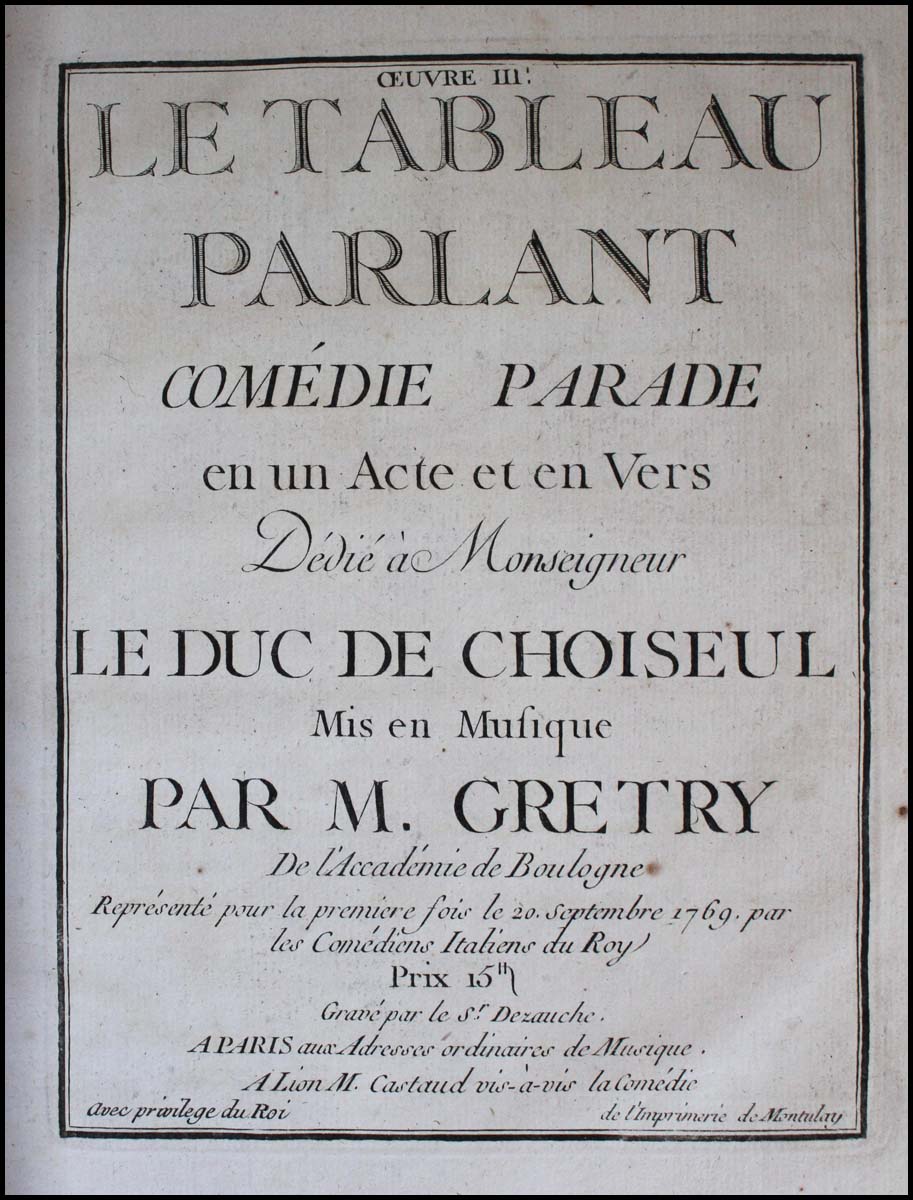 ŒUVRE III.
LE TABLEAU
PARLANT
COMÉDIE PARADE
en un Acte et en Vers
Dédié à Monseigneur
LE DUC DE CHOISEUL
Mis en Muſique
PAR M. GRETRY
De l'Accadémie de Boulogne
Représenté pour la premiere fois le 20. Septembre 1769. par
les Comédiens Italiens du Roy
Prix 15ᴴ
Gravé par le Sr. Dezauche.
A PARIS aux Adresses ordinaires de Musique.
A Lion M. Castaud vis-à-vis la Comédie
Avec privilege du Roi
de l'Imprimerie de Montulay